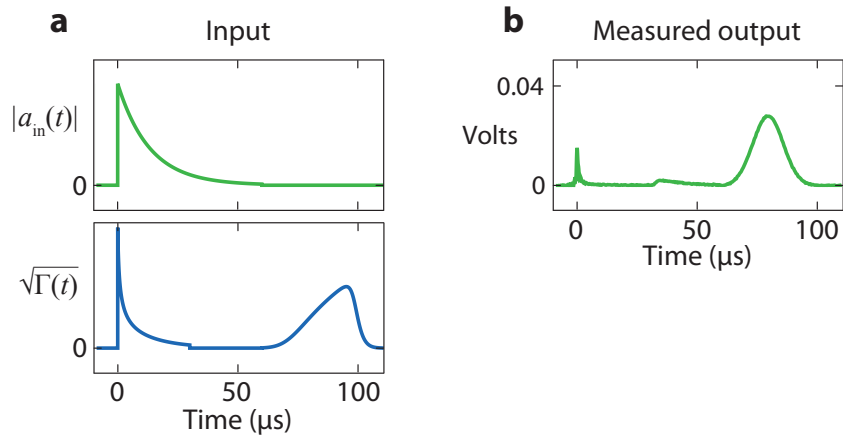 a
Input
|a_in(t)|
0
√Γ(t)
0
0 50 100
Time (µs)
b
Measured output
0.04
Volts
0
0 50 100
Time (µs)